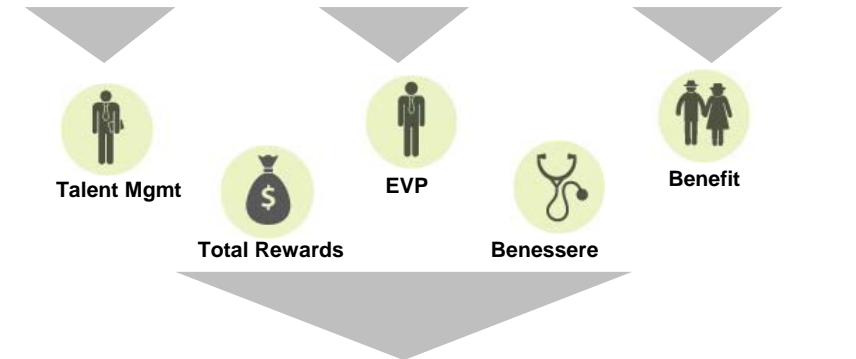 Talent Mgmt
$
Total Rewards
EVP
Benessere
Benefit